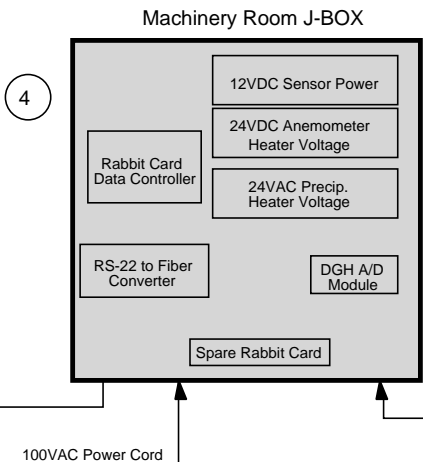 Machinery Room J-BOX
4
12VDC Sensor Power
24VDC Anemometer
Heater Voltage
Rabbit Card
Data Controller
24VAC Precip.
Heater Voltage
RS-22 to Fiber
Converter
DGH A/D
Module
Spare Rabbit Card
100VAC Power Cord